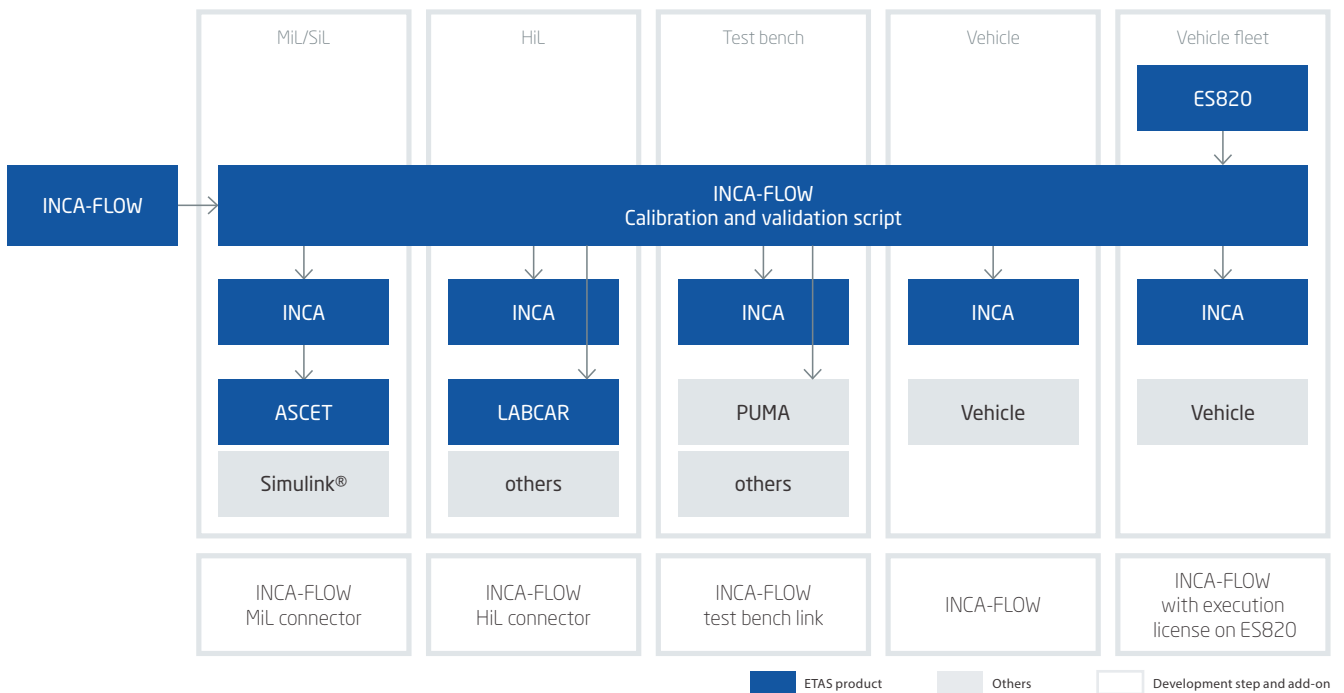 MiL/SiL
HiL
Test bench
Vehicle
Vehicle fleet
ES820
INCA-FLOW
INCA-FLOW
Calibration and validation script
INCA
INCA
INCA
INCA
INCA
ASCET
LABCAR
PUMA
Vehicle
Vehicle
Simulink®
others
others
INCA-FLOW
MiL connector
INCA-FLOW
HiL connector
INCA-FLOW
test bench link
INCA-FLOW
INCA-FLOW
with execution
license on ES820
ETAS product
Others
Development step and add-on